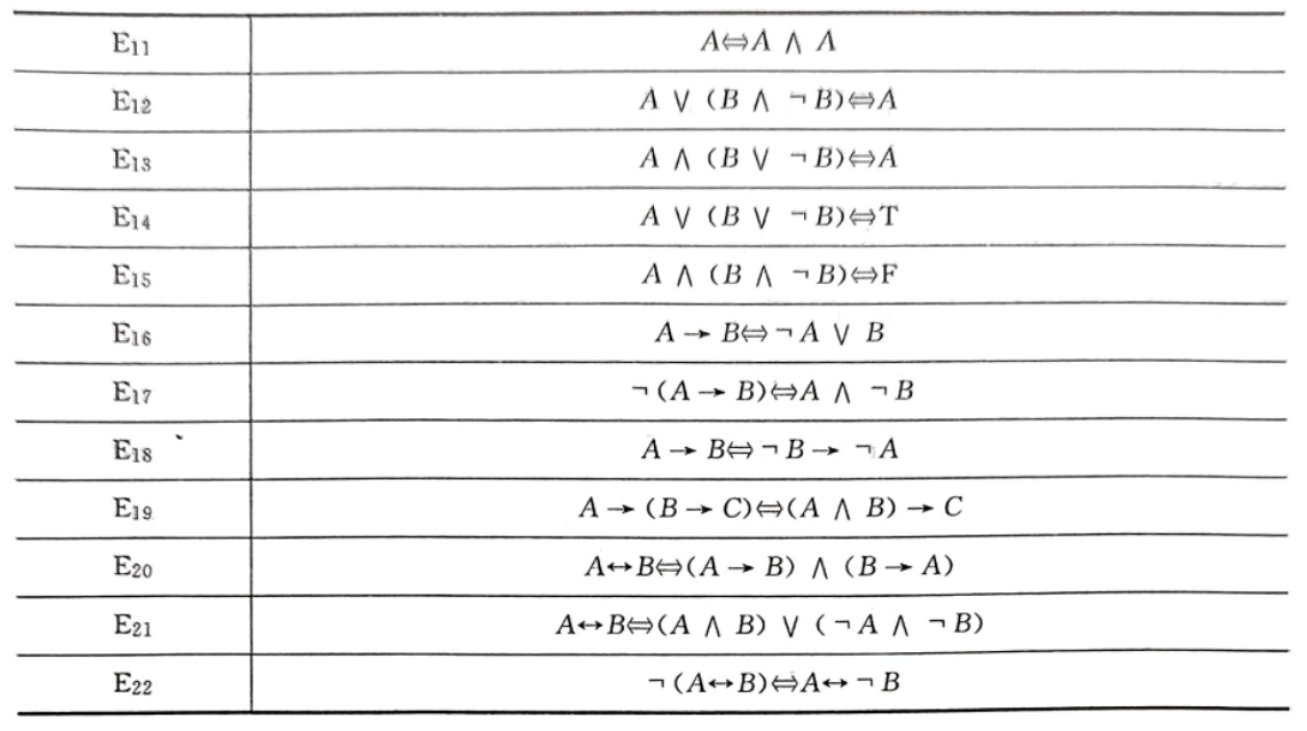 E₁₁ A⇔A ∧ A
E₁₂ A ∨ (B ∧ ¬B)⇔A
E₁₃ A ∧ (B ∨ ¬B)⇔A
E₁₄ A ∨ (B ∨ ¬B)⇔T
E₁₅ A ∧ (B ∧ ¬B)⇔F
E₁₆ A → B⇔¬A ∨ B
E₁₇ ¬(A → B)⇔A ∧ ¬B
E₁₈ A → B⇔¬B → ¬A
E₁₉ A → (B → C)⇔(A ∧ B) → C
E₂₀ A↔B⇔(A → B) ∧ (B → A)
E₂₁ A↔B⇔(A ∧ B) ∨ (¬A ∧ ¬B)
E₂₂ ¬(A↔B)⇔A↔¬B